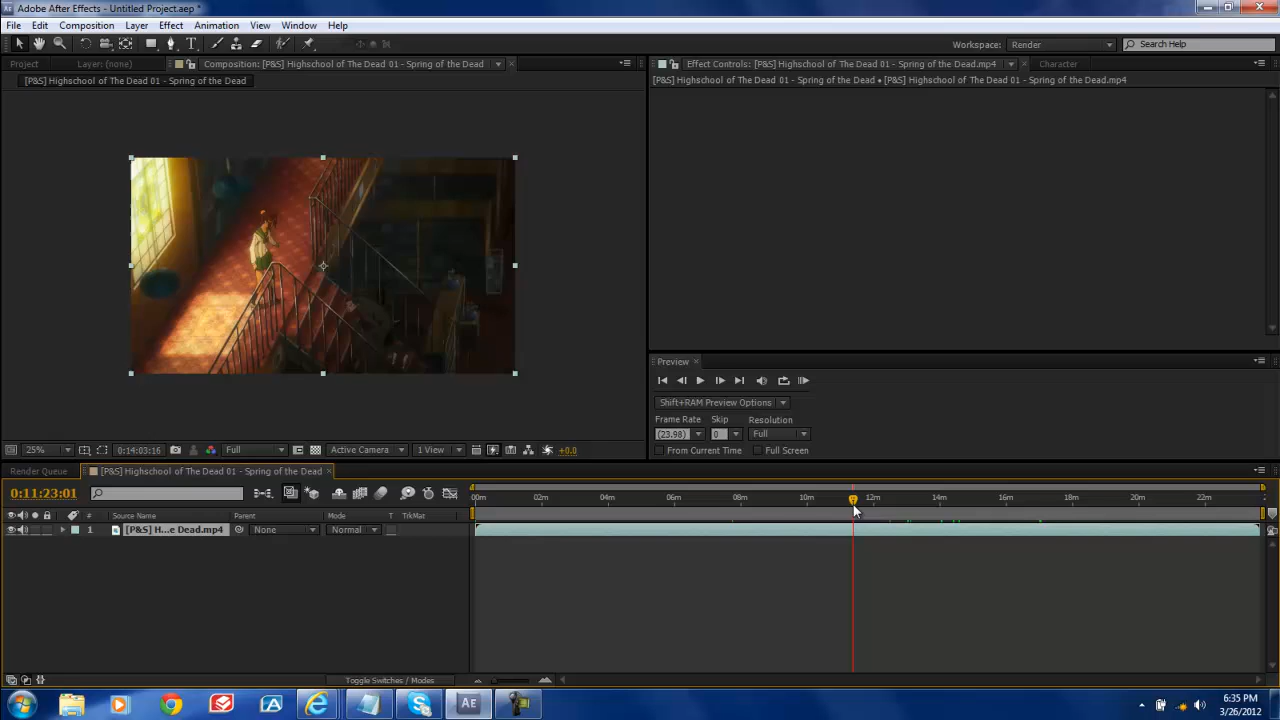 Adobe After Effects - Untitled Project.aep *
File Edit Composition Layer Effect Animation View Window Help
Workspace: Render Search Help
Project Layer: (none) Composition: [P&S] Highschool of The Dead 01 - Spring of the Dead
Effect Controls: [P&S] Highschool of The Dead 01 - Spring of the Dead.mp4 Character
[P&S] Highschool of The Dead 01 - Spring of the Dead
[P&S] Highschool of The Dead 01 - Spring of the Dead • [P&S] Highschool of The Dead 01 - Spring of the Dead.mp4
Preview
Shift+RAM Preview Options
Frame Rate Skip Resolution
(23.98) 0 Full
From Current Time Full Screen
25% 0:14:03:16 Full Active Camera 1 View +0.0
Render Queue [P&S] Highschool of The Dead 01 - Spring of the Dead
0:11:23:01
00m 02m 04m 06m 08m 10m 12m 14m 16m 18m 20m 22m
# Source Name Parent Mode T TrkMat
1 [P&S] H...e Dead.mp4 None Normal
Toggle Switches / Modes
6:35 PM
3/26/2012